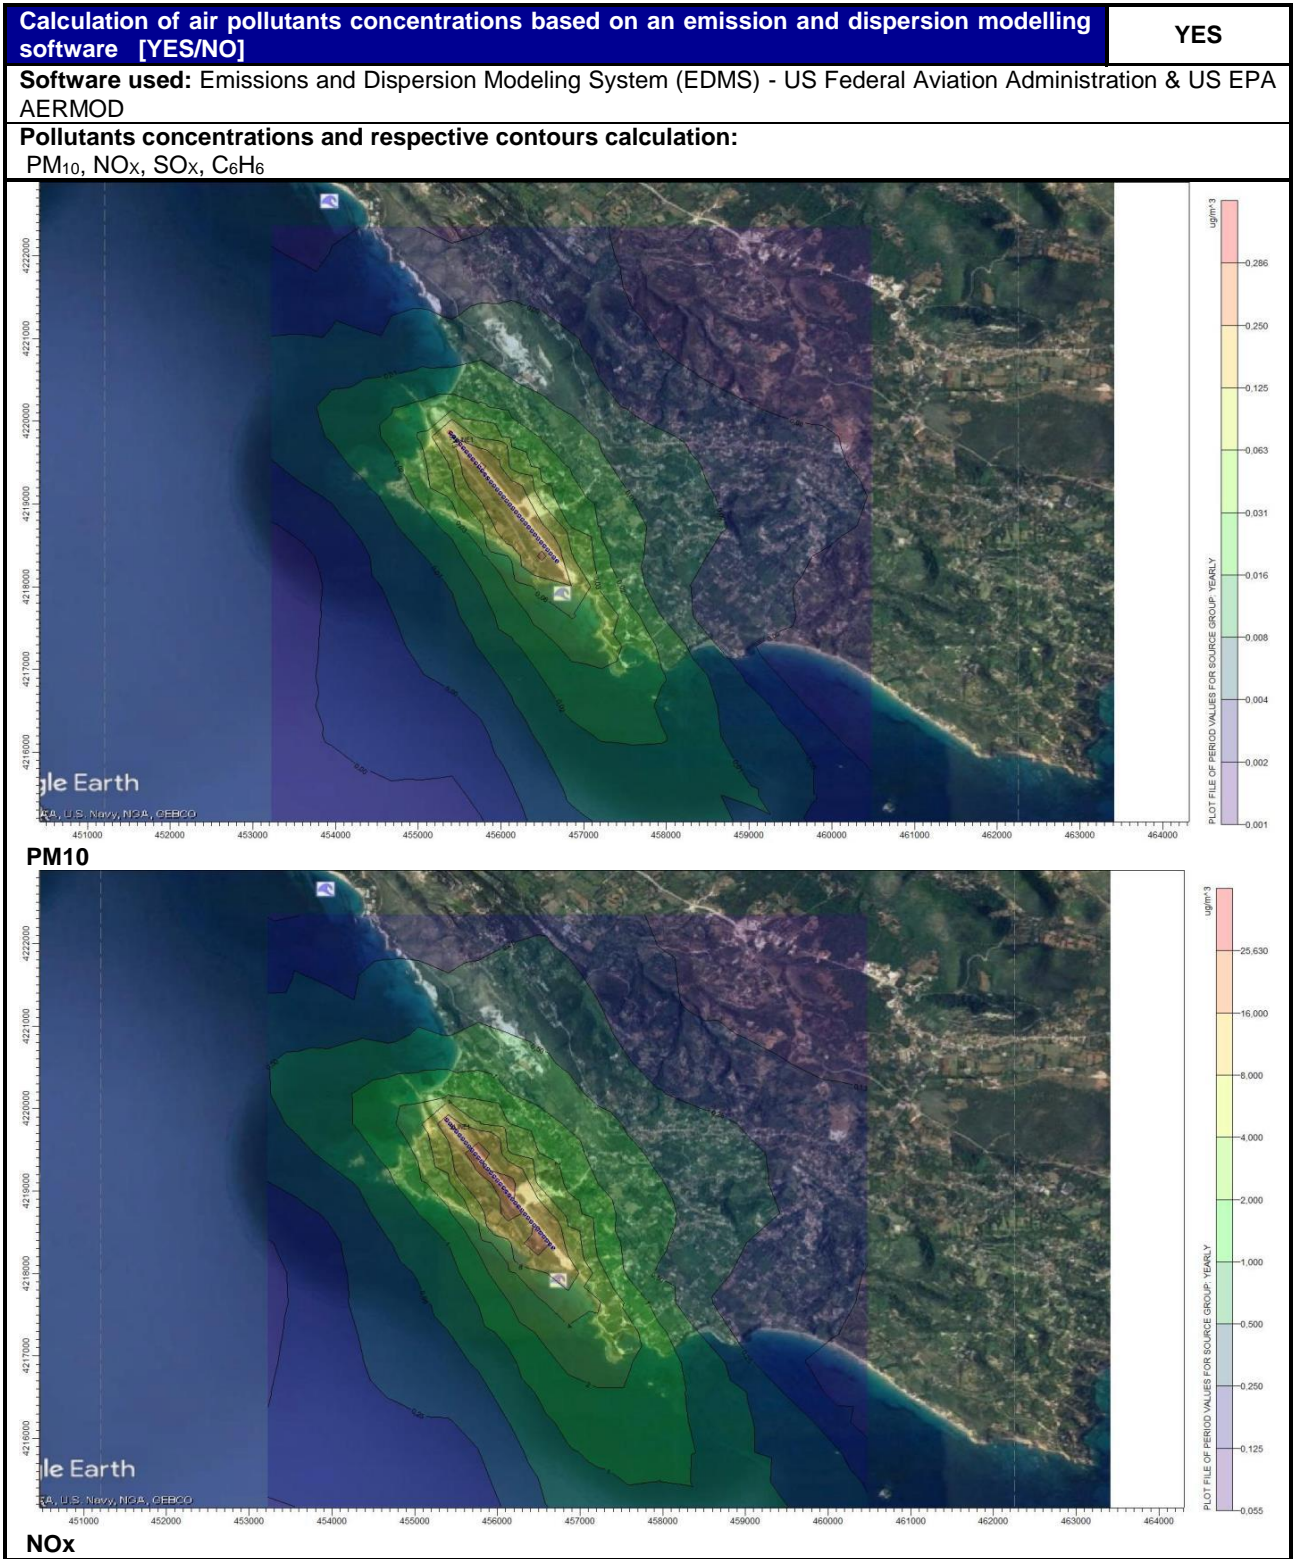 Calculation of air pollutants concentrations based on an emission and dispersion modelling
software [YES/NO]
YES
Software used: Emissions and Dispersion Modeling System (EDMS) - US Federal Aviation Administration & US EPA
AERMOD
Pollutants concentrations and respective contours calculation:
PM10, NOX, SOX, C6H6
ug/m^3
0,286
0,250
0,125
0,063
0,031
0,016
0,008
0,004
0,002
0,001
PLOT FILE OF PERIOD VALUES FOR SOURCE GROUP: YEARLY
4222000
4221000
4220000
4219000
4218000
4217000
4216000
gle Earth
U.S. Navy, NGA, GEBCO
451000 452000 453000 454000 455000 456000 457000 458000 459000 460000 461000 462000 463000 464000
PM10
ug/m^3
25,630
16,000
8,000
4,000
2,000
1,000
0,500
0,250
0,125
0,055
PLOT FILE OF PERIOD VALUES FOR SOURCE GROUP: YEARLY
4222000
4221000
4220000
4219000
4218000
4217000
4216000
le Earth
U.S. Navy, NGA, GEBCO
451000 452000 453000 454000 455000 456000 457000 458000 459000 460000 461000 462000 463000 464000
NOx